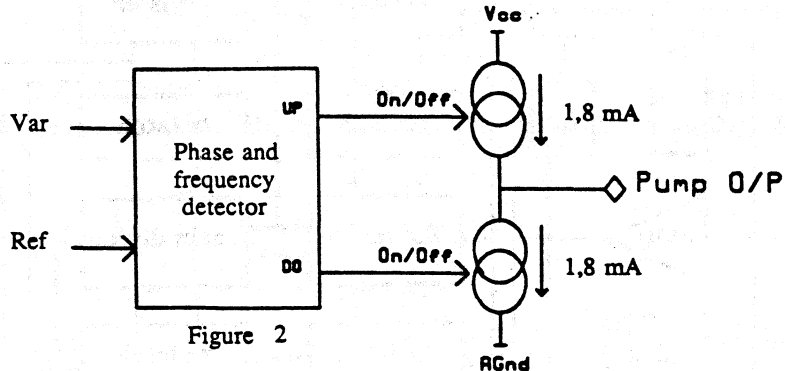 Vcc
UP
On/Off
1,8 mA
Var
Phase and
frequency
detector
Pump O/P
Ref
DO
On/Off
1,8 mA
Figure 2
AGnd